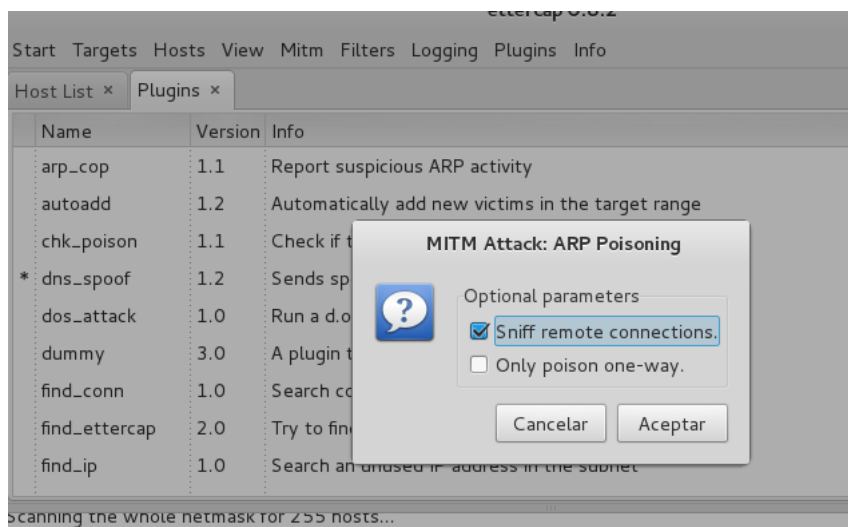 ettercap 0.8.2
Start Targets Hosts View Mitm Filters Logging Plugins Info
Host List × Plugins ×
Name Version Info
arp_cop 1.1 Report suspicious ARP activity
autoadd 1.2 Automatically add new victims in the target range
chk_poison 1.1 Check if t
* dns_spoof 1.2 Sends sp
dos_attack 1.0 Run a d.o
dummy 3.0 A plugin t
find_conn 1.0 Search co
find_ettercap 2.0 Try to fin
find_ip 1.0 Search an unused IP address in the subnet
MITM Attack: ARP Poisoning
Optional parameters
Sniff remote connections.
Only poison one-way.
Cancelar Aceptar
Scanning the whole netmask for 255 hosts...